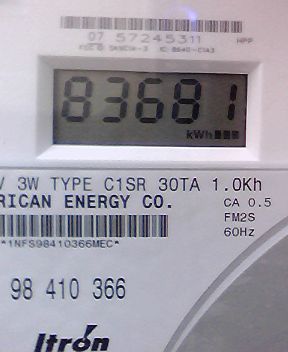 07 57245311 HPP
83681
kWh
V 3W TYPE C1SR 30TA 1.0Kh
RICAN ENERGY CO. CA 0.5
FM2S
60Hz
*1NFS98410366MEC*
98 410 366
Itron